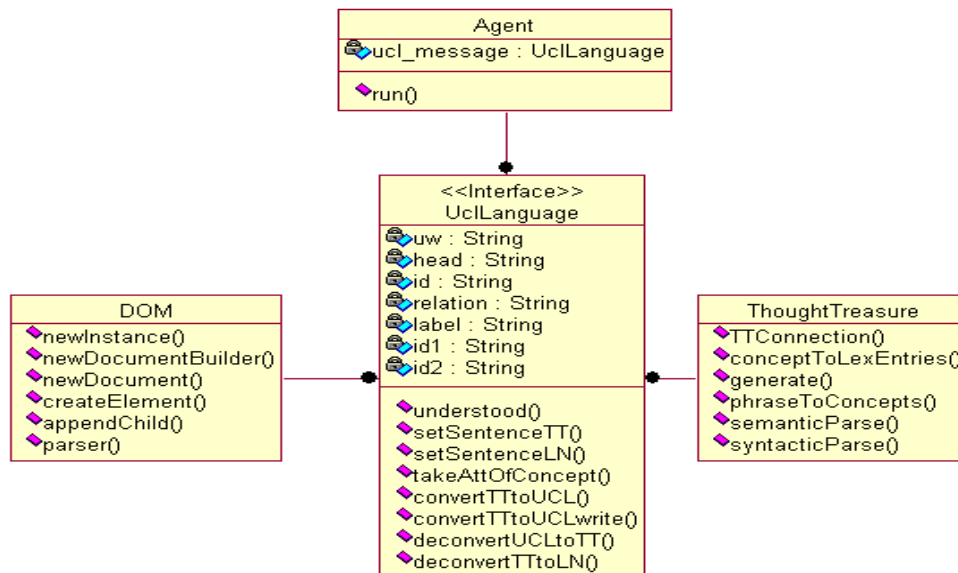 Agent
ucl_message : UclLanguage
run()
<<Interface>>
UclLanguage
uw : String
head : String
id : String
relation : String
label : String
id1 : String
id2 : String
understood()
setSentenceTT()
setSentenceLN()
takeAttOfConcept()
convertTTtoUCL()
convertTTtoUCLwrite()
deconvertUCLtoTT()
deconvertTTtoLN()
DOM
newInstance()
newDocumentBuilder()
newDocument()
createElement()
appendChild()
parser()
ThoughtTreasure
TTConnection()
conceptToLexEntries()
generate()
phraseToConcepts()
semanticParse()
syntacticParse()